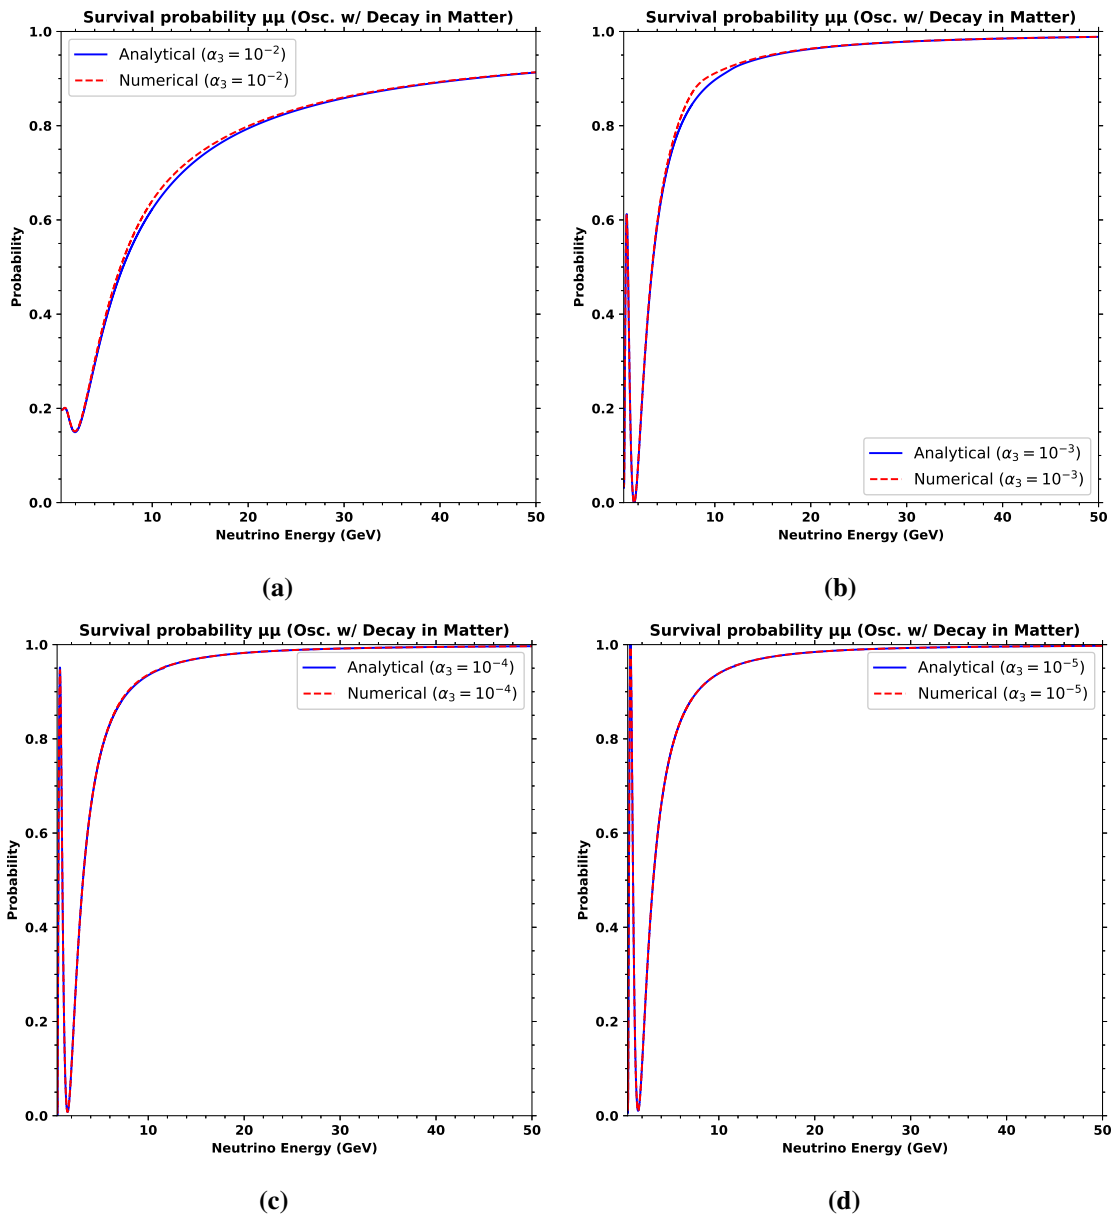 Survival probability μμ (Osc. w/ Decay in Matter)
1.0
0.8
0.6
0.4
0.2
0.0
Probability
Analytical (α₃ = 10⁻²)
Numerical (α₃ = 10⁻²)
10 20 30 40 50
Neutrino Energy (GeV)
(a)
Survival probability μμ (Osc. w/ Decay in Matter)
1.0
0.8
0.6
0.4
0.2
0.0
Probability
Analytical (α₃ = 10⁻³)
Numerical (α₃ = 10⁻³)
10 20 30 40 50
Neutrino Energy (GeV)
(b)
Survival probability μμ (Osc. w/ Decay in Matter)
1.0
0.8
0.6
0.4
0.2
0.0
Probability
Analytical (α₃ = 10⁻⁴)
Numerical (α₃ = 10⁻⁴)
10 20 30 40 50
Neutrino Energy (GeV)
(c)
Survival probability μμ (Osc. w/ Decay in Matter)
1.0
0.8
0.6
0.4
0.2
0.0
Probability
Analytical (α₃ = 10⁻⁵)
Numerical (α₃ = 10⁻⁵)
10 20 30 40 50
Neutrino Energy (GeV)
(d)